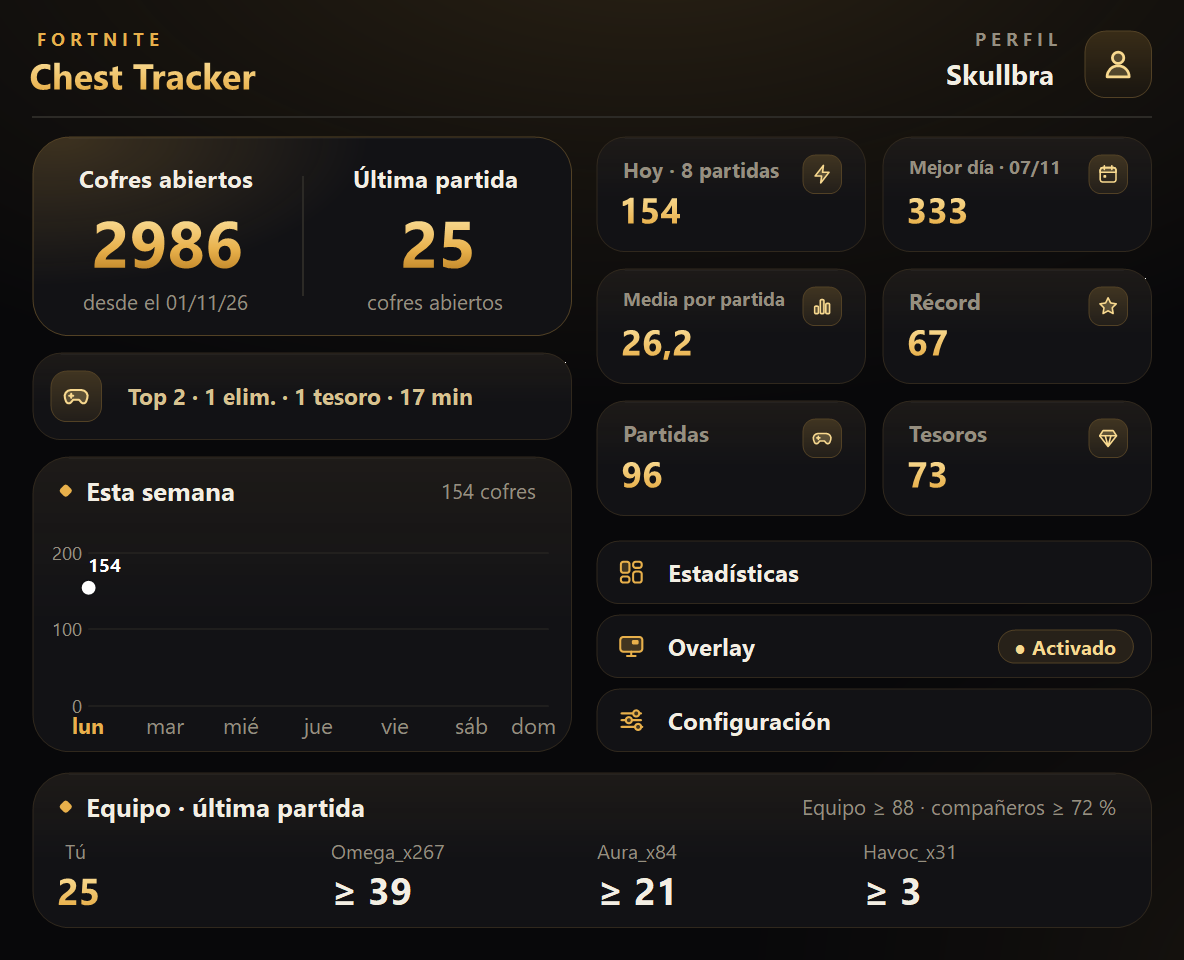 FORTNITE
Chest Tracker
PERFIL
Skullbra
Cofres abiertos
2986
desde el 01/11/26
Última partida
25
cofres abiertos
Hoy · 8 partidas
154
Mejor día · 07/11
333
Media por partida
26,2
Récord
67
Partidas
96
Tesoros
73
Top 2 · 1 elim. · 1 tesoro · 17 min
Esta semana
154 cofres
200
154
100
0
lun mar mié jue vie sáb dom
Estadísticas
Overlay
● Activado
Configuración
Equipo · última partida
Equipo ≥ 88 · compañeros ≥ 72 %
Tú
25
Omega_x267
≥ 39
Aura_x84
≥ 21
Havoc_x31
≥ 3